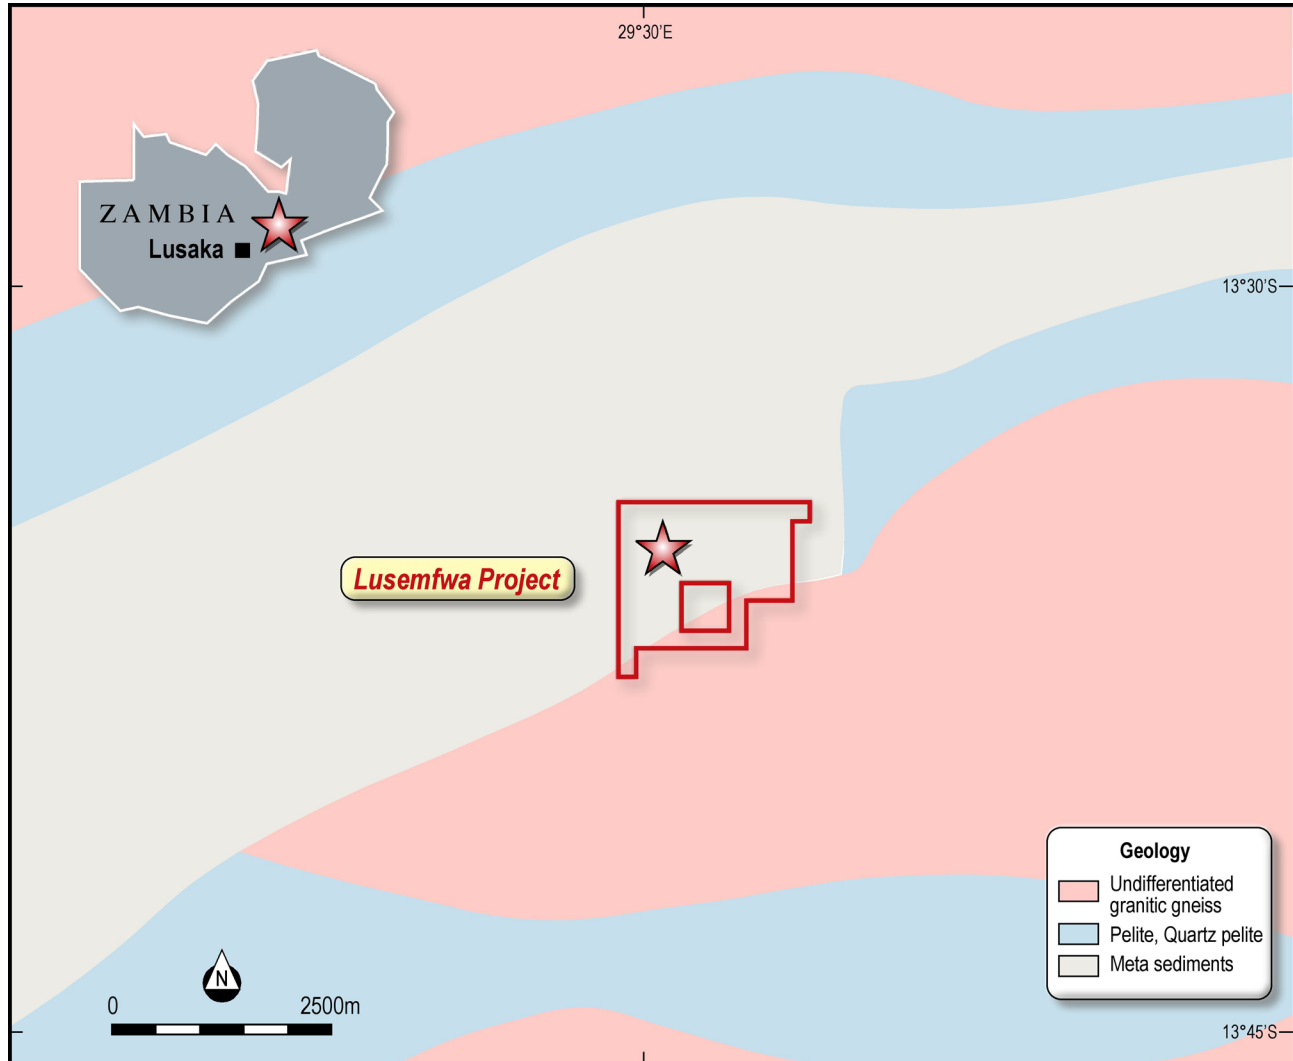 29°30'E
ZAMBIA
Lusaka
13°30'S
Lusemfwa Project
Geology
Undifferentiated
granitic gneiss
Pelite, Quartz pelite
Meta sediments
N
0 2500m
13°45'S